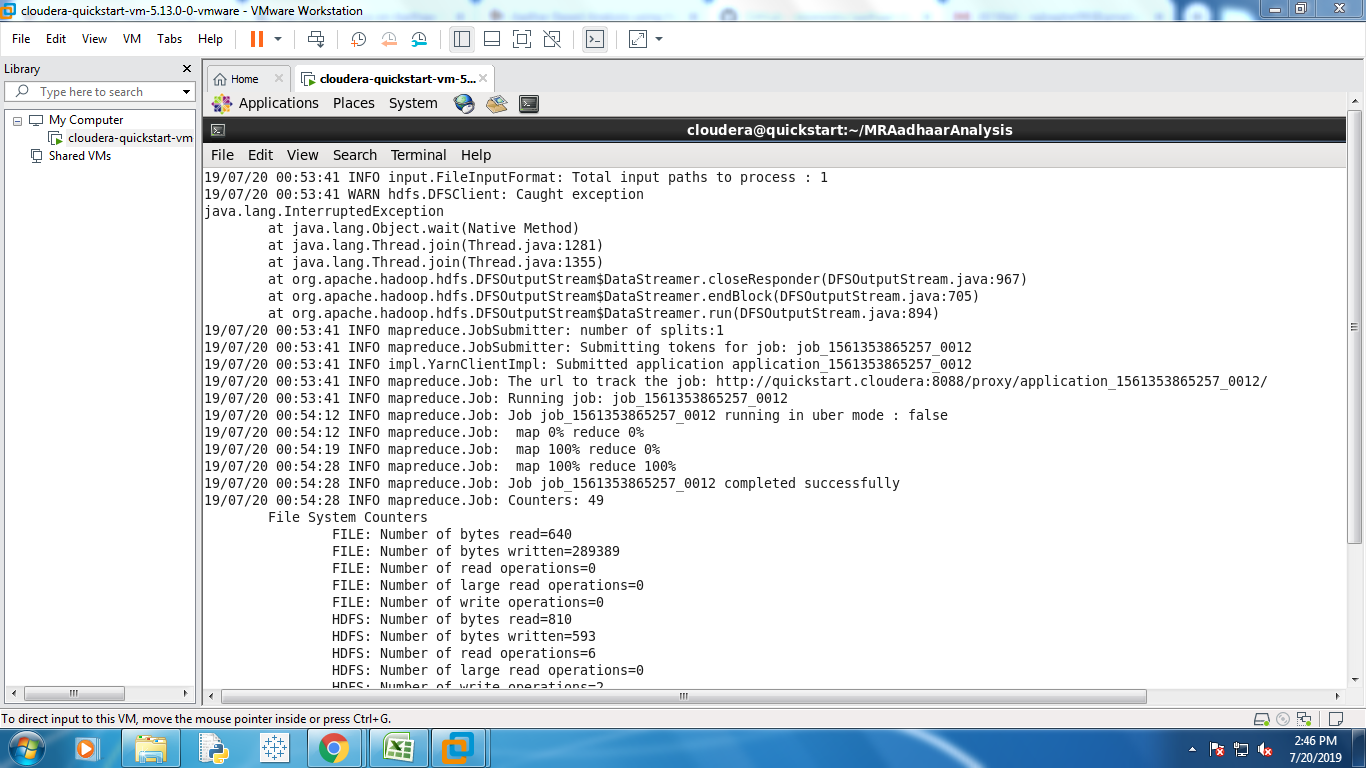 cloudera-quickstart-vm-5.13.0-0-vmware - VMware Workstation
File Edit View VM Tabs Help
Library
Type here to search
My Computer
cloudera-quickstart-vm
Shared VMs
Home
cloudera-quickstart-vm-5...
Applications Places System
cloudera@quickstart:~/MRAadhaarAnalysis
File Edit View Search Terminal Help
19/07/20 00:53:41 INFO input.FileInputFormat: Total input paths to process : 1
19/07/20 00:53:41 WARN hdfs.DFSClient: Caught exception
java.lang.InterruptedException
at java.lang.Object.wait(Native Method)
at java.lang.Thread.join(Thread.java:1281)
at java.lang.Thread.join(Thread.java:1355)
at org.apache.hadoop.hdfs.DFSOutputStream$DataStreamer.closeResponder(DFSOutputStream.java:967)
at org.apache.hadoop.hdfs.DFSOutputStream$DataStreamer.endBlock(DFSOutputStream.java:705)
at org.apache.hadoop.hdfs.DFSOutputStream$DataStreamer.run(DFSOutputStream.java:894)
19/07/20 00:53:41 INFO mapreduce.JobSubmitter: number of splits:1
19/07/20 00:53:41 INFO mapreduce.JobSubmitter: Submitting tokens for job: job_1561353865257_0012
19/07/20 00:53:41 INFO impl.YarnClientImpl: Submitted application application_1561353865257_0012
19/07/20 00:53:41 INFO mapreduce.Job: The url to track the job: http://quickstart.cloudera:8088/proxy/application_1561353865257_0012/
19/07/20 00:53:41 INFO mapreduce.Job: Running job: job_1561353865257_0012
19/07/20 00:54:12 INFO mapreduce.Job: Job job_1561353865257_0012 running in uber mode : false
19/07/20 00:54:12 INFO mapreduce.Job:  map 0% reduce 0%
19/07/20 00:54:19 INFO mapreduce.Job:  map 100% reduce 0%
19/07/20 00:54:28 INFO mapreduce.Job:  map 100% reduce 100%
19/07/20 00:54:28 INFO mapreduce.Job: Job job_1561353865257_0012 completed successfully
19/07/20 00:54:28 INFO mapreduce.Job: Counters: 49
File System Counters
FILE: Number of bytes read=640
FILE: Number of bytes written=289389
FILE: Number of read operations=0
FILE: Number of large read operations=0
FILE: Number of write operations=0
HDFS: Number of bytes read=810
HDFS: Number of bytes written=593
HDFS: Number of read operations=6
HDFS: Number of large read operations=0
HDFS: Number of write operations=2
To direct input to this VM, move the mouse pointer inside or press Ctrl+G.
2:46 PM
7/20/2019